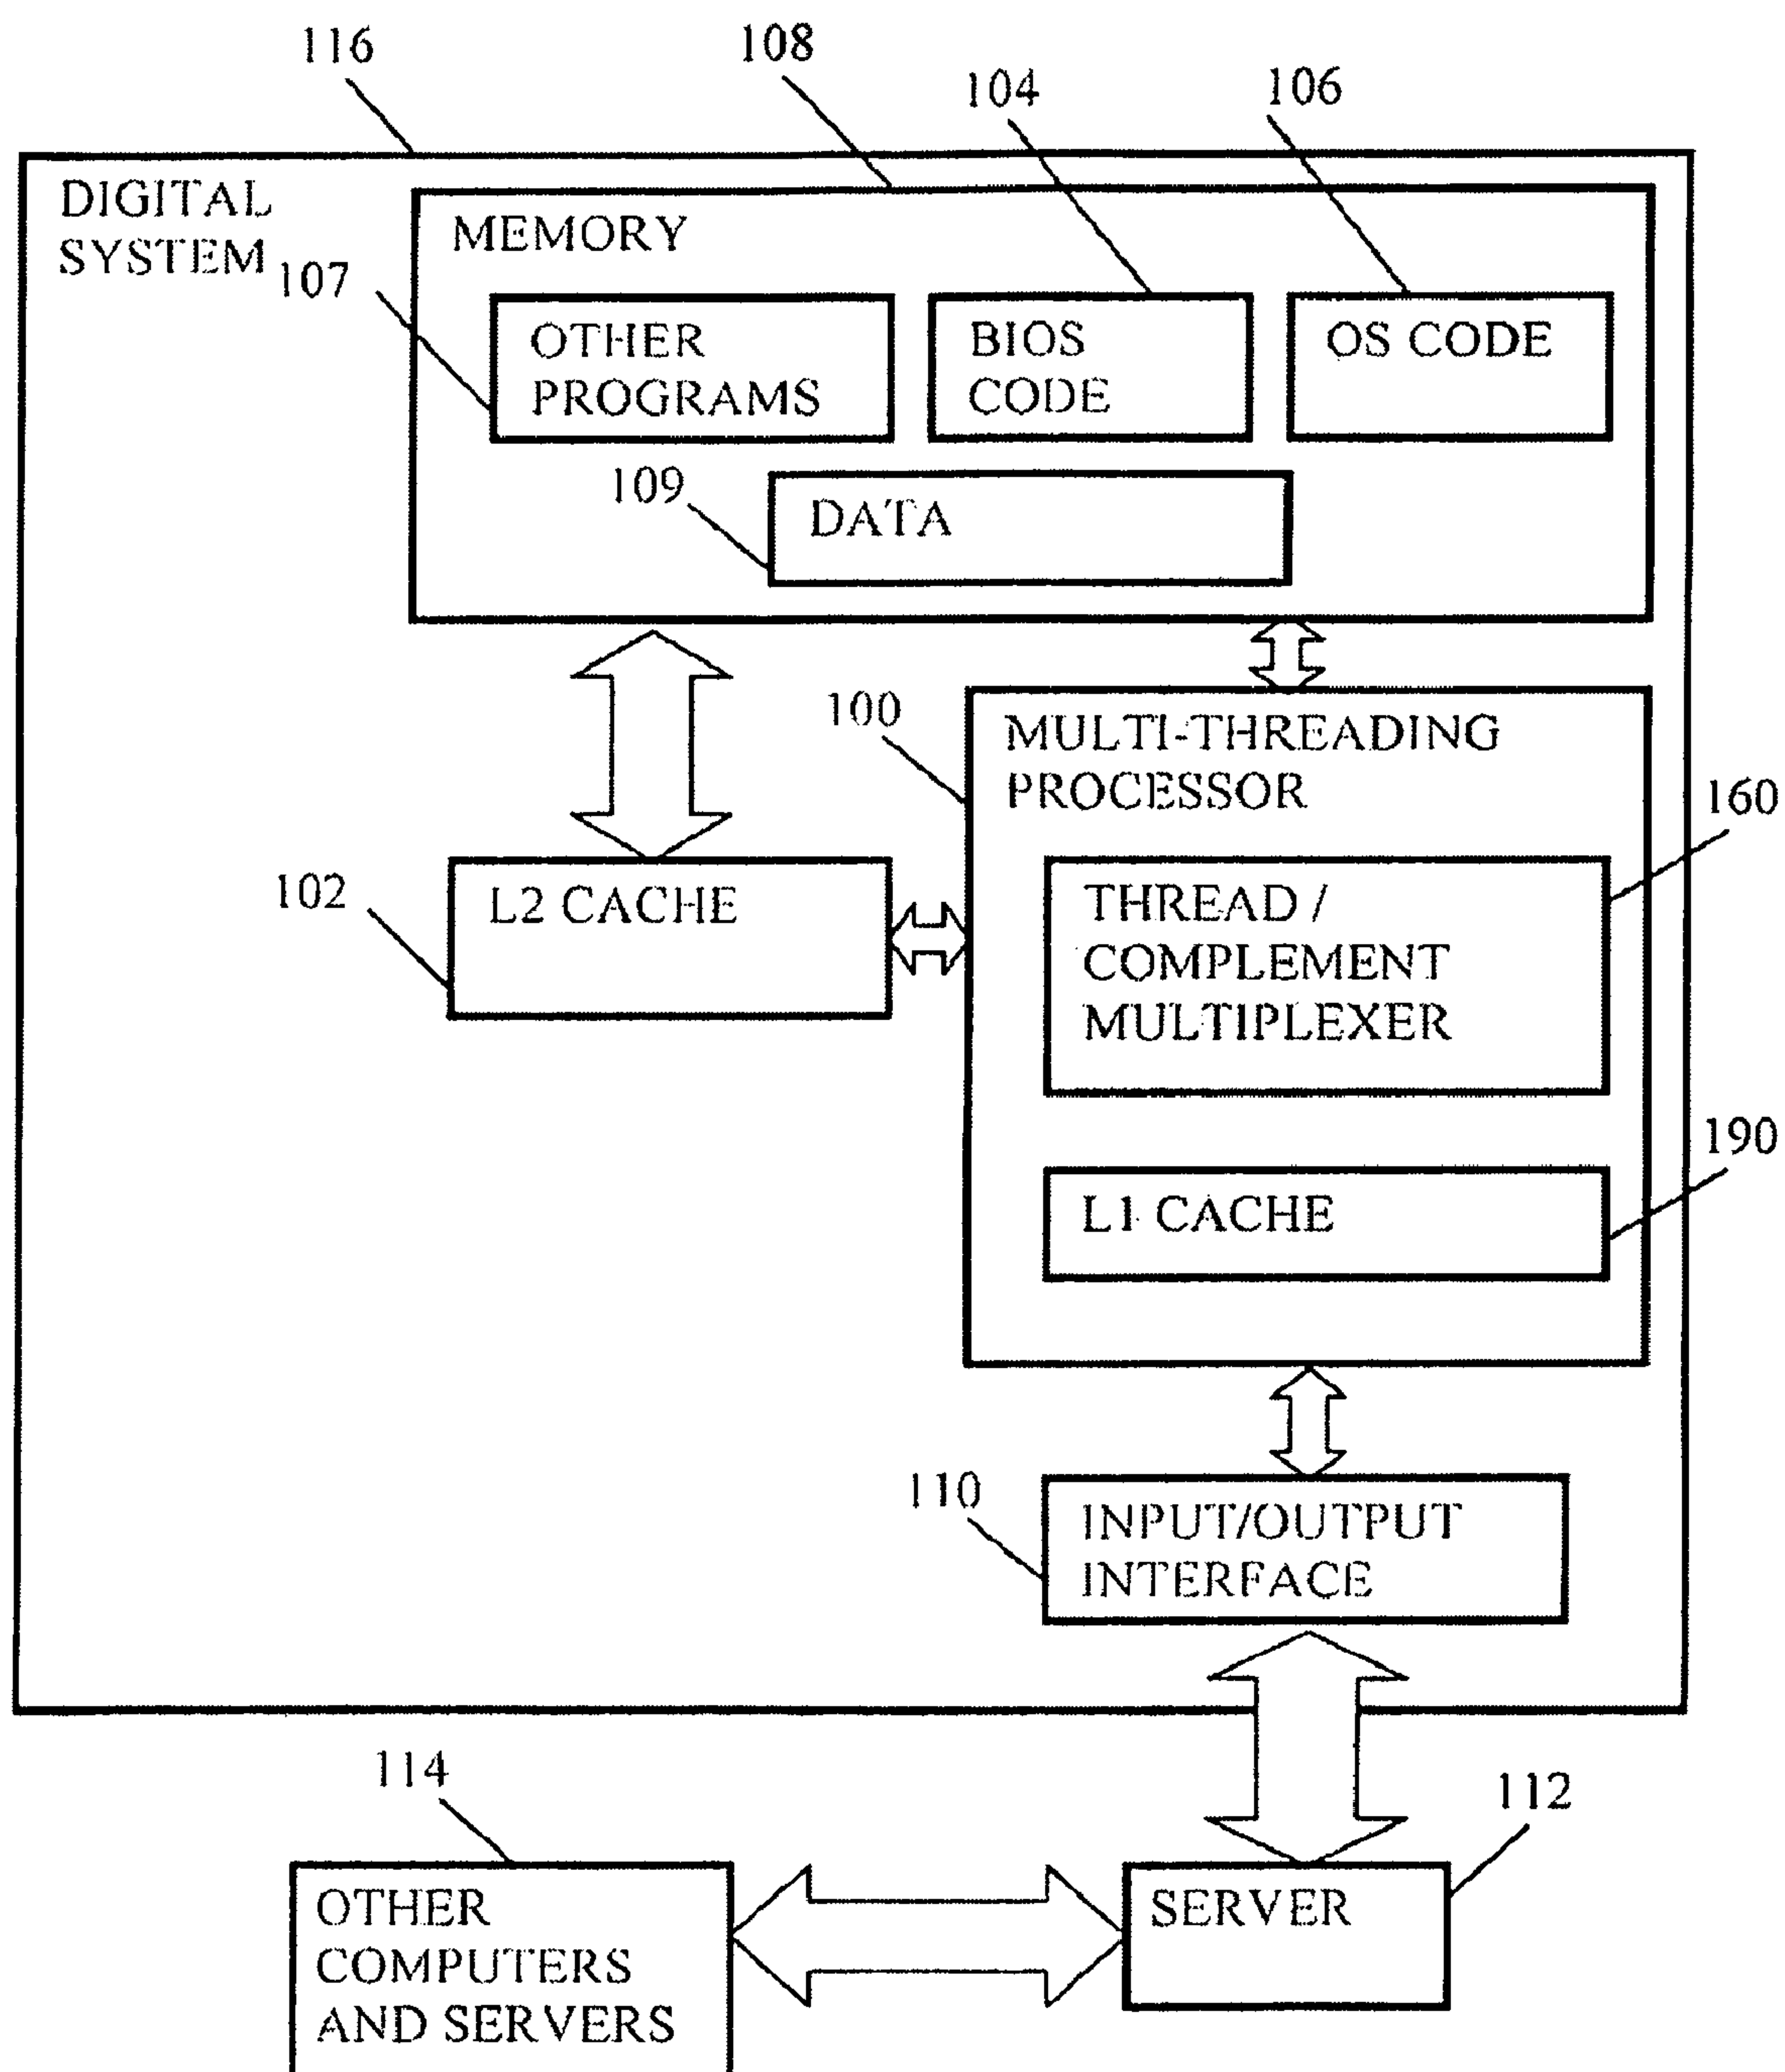 116
108
104
106
DIGITAL
SYSTEM
MEMORY
107
OTHER
PROGRAMS
BIOS
CODE
OS CODE
109
DATA
100
MULTI-THREADING
PROCESSOR
160
102
L2 CACHE
THREAD /
COMPLEMENT
MULTIPLEXER
190
L1 CACHE
110
INPUT/OUTPUT
INTERFACE
114
112
OTHER
COMPUTERS
AND SERVERS
SERVER